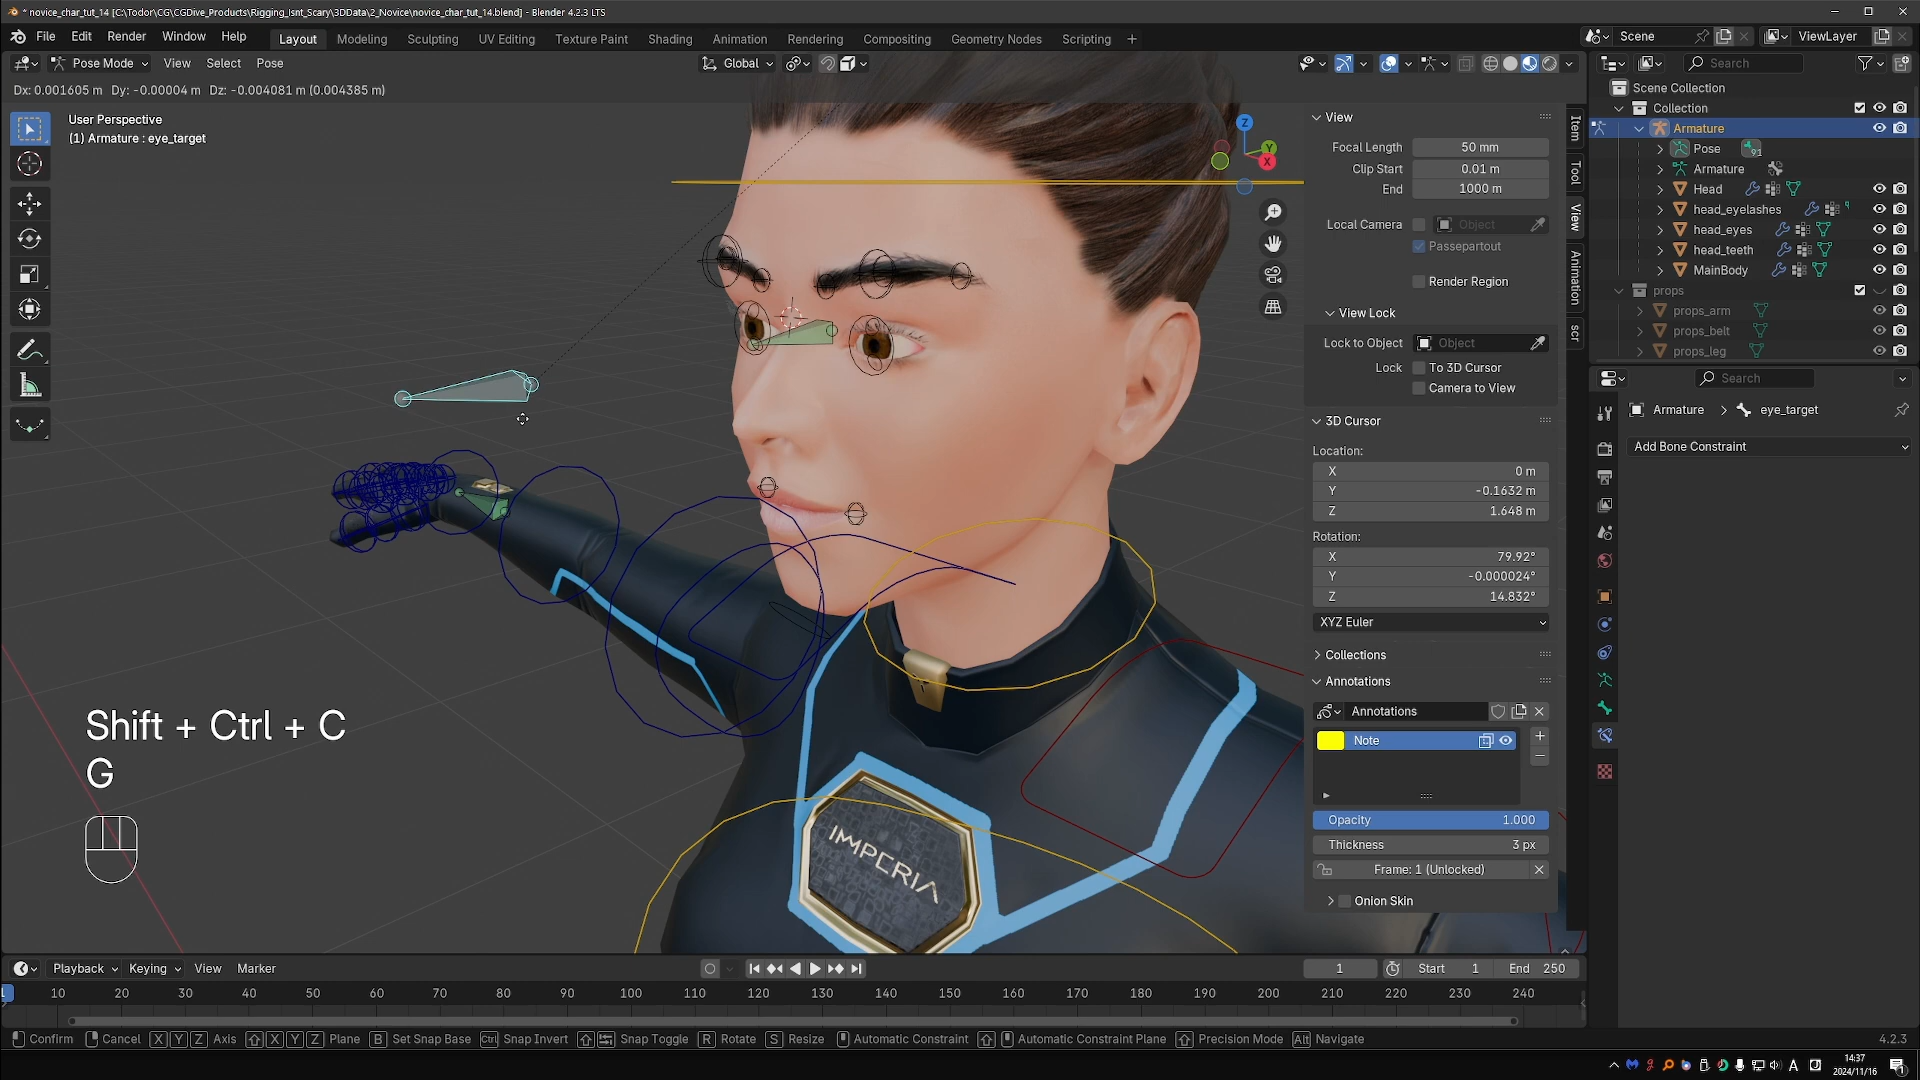 * novice_char_tut_14 [C:\Todor\CG\CGDive_Products\Rigging_Isnt_Scary\3DData\2_Novice\novice_char_tut_14.blend] - Blender 4.2.3 LTS
File Edit Render Window Help Layout Modeling Sculpting UV Editing Texture Paint Shading Animation Rendering Compositing Geometry Nodes Scripting + Scene ViewLayer
Pose Mode View Select Pose Global Search
Dx: 0.001605 m Dy: -0.00004 m Dz: -0.004081 m (0.004385 m)
User Perspective
(1) Armature : eye_target
Z
Y
X
View
Focal Length 50 mm
Clip Start 0.01 m
End 1000 m
Local Camera Object
Passepartout
Render Region
View Lock
Lock to Object Object
Lock To 3D Cursor
Camera to View
3D Cursor
Location:
X 0 m
Y -0.1632 m
Z 1.648 m
Rotation:
X 79.92°
Y -0.000024°
Z 14.832°
XYZ Euler
Collections
Annotations
Annotations
Note
Opacity 1.000
Thickness 3 px
Frame: 1 (Unlocked)
Onion Skin
Item
Tool
View
Animation
scr
Scene Collection
Collection
Armature
Pose 91
Armature
Head
head_eyelashes
head_eyes
head_teeth
MainBody
props
props_arm
props_belt
props_leg
Search
Armature > eye_target
Add Bone Constraint
Shift + Ctrl + C
G
IMPERIA
Playback Keying View Marker 1 Start 1 End 250
1 10 20 30 40 50 60 70 80 90 100 110 120 130 140 150 160 170 180 190 200 210 220 230 240
Confirm Cancel X Y Z Axis X Y Z Plane B Set Snap Base Ctrl Snap Invert Snap Toggle R Rotate S Resize Automatic Constraint Automatic Constraint Plane Precision Mode Alt Navigate 4.2.3
A 14:37
2024/11/16